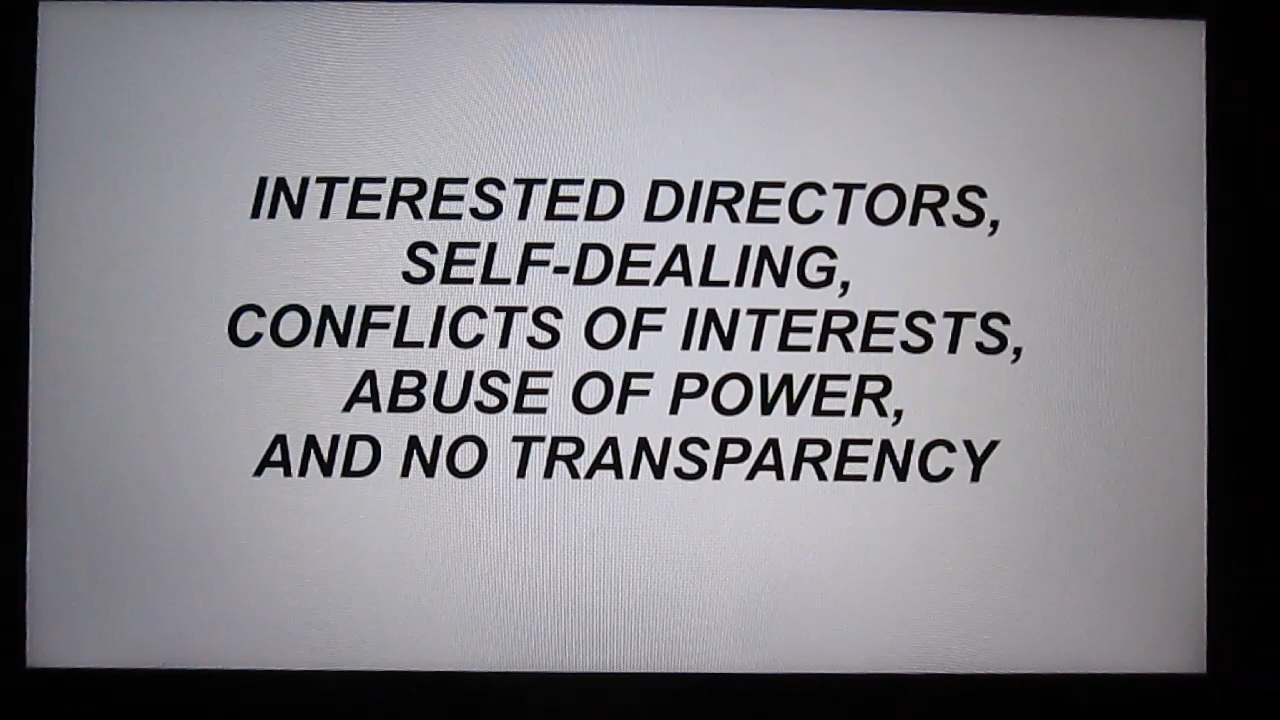 INTERESTED DIRECTORS,
SELF-DEALING,
CONFLICTS OF INTERESTS,
ABUSE OF POWER,
AND NO TRANSPARENCY